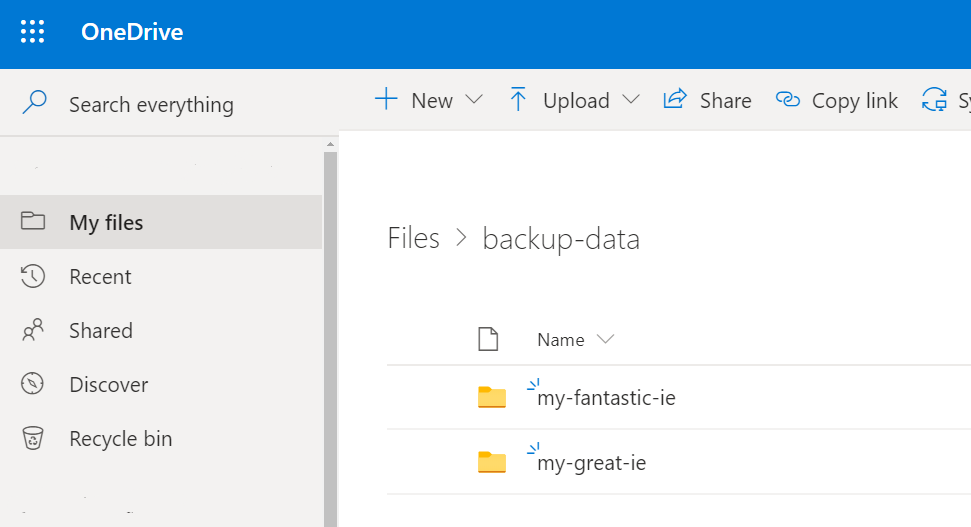 OneDrive
Search everything
New Upload Share Copy link
My files
Recent
Shared
Discover
Recycle bin
Files > backup-data
Name
my-fantastic-ie
my-great-ie